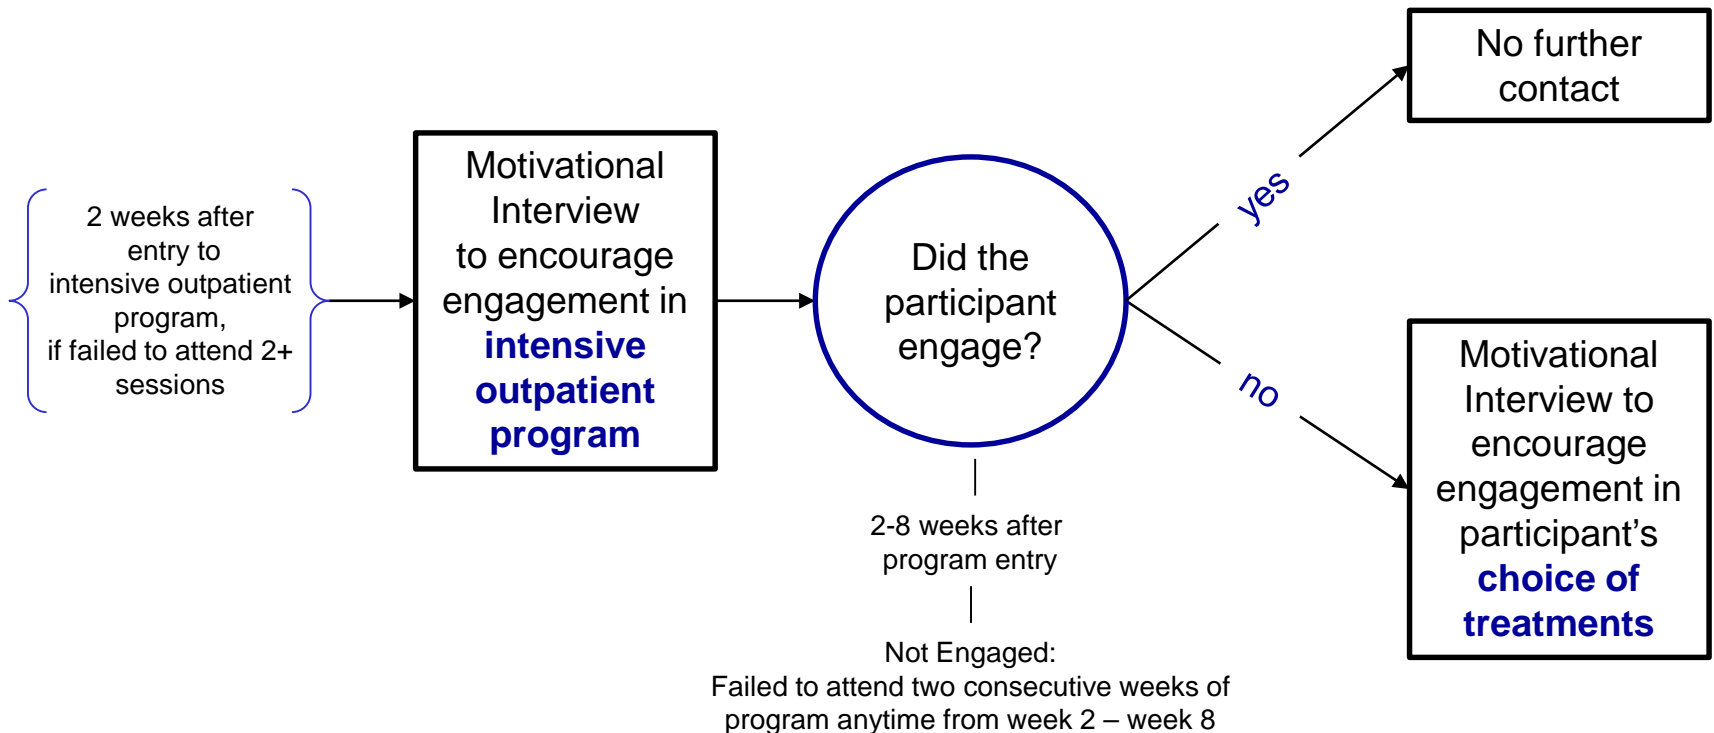 2 weeks after
entry to
intensive outpatient
program,
if failed to attend 2+
sessions
Motivational
Interview
to encourage
engagement in
intensive
outpatient
program
Did the
participant
engage?
2-8 weeks after
program entry
Not Engaged:
Failed to attend two consecutive weeks of
program anytime from week 2 – week 8
yes
No further
contact
no
Motivational
Interview to
encourage
engagement in
participant’s
choice of
treatments